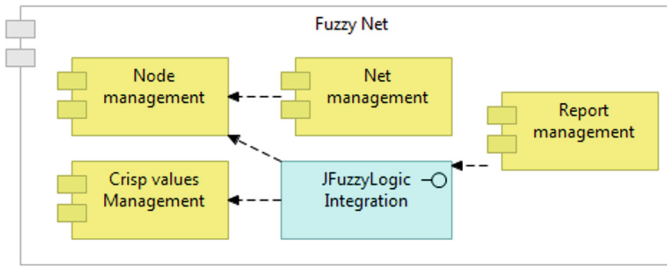 Fuzzy Net
Node
management
Net
management
Report
management
Crisp values
Management
JFuzzyLogic
Integration